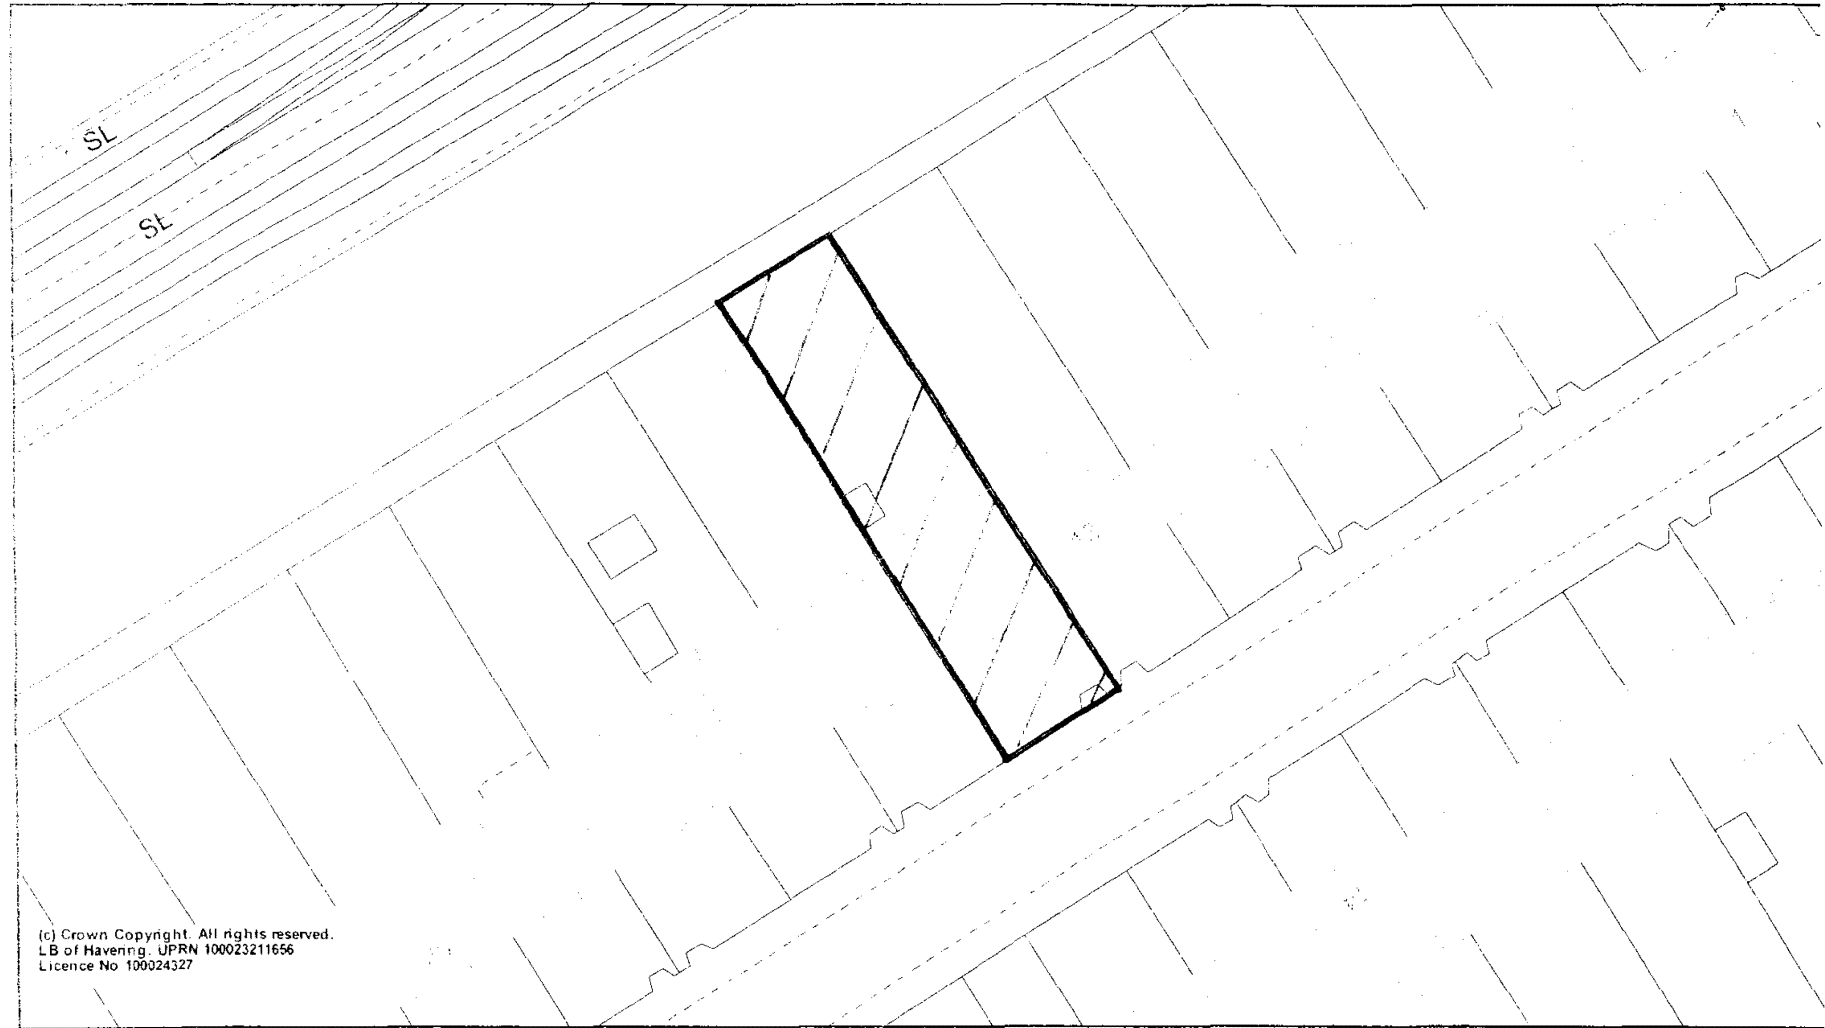 SL
SL
(c) Crown Copyright. All rights reserved.
LB of Havering. UPRN 100023211656
Licence No 100024327